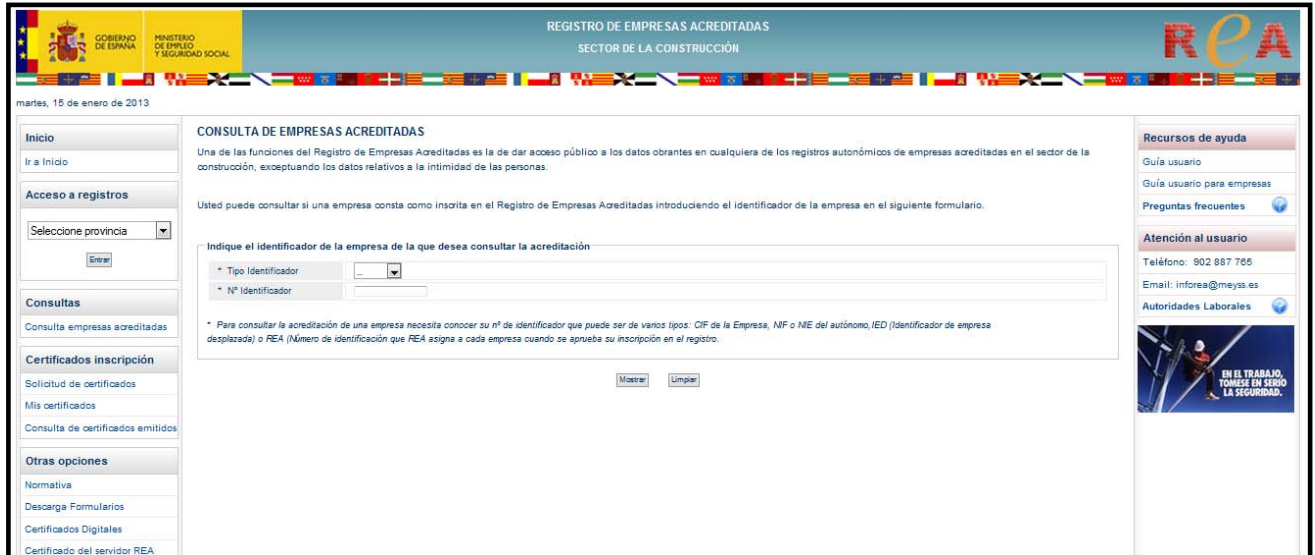 GOBIERNO
DE ESPAÑA
MINISTERIO
DE EMPLEO
Y SEGURIDAD SOCIAL
REGISTRO DE EMPRESAS ACREDITADAS
SECTOR DE LA CONSTRUCCIÓN
ReA
martes, 15 de enero de 2013
Inicio
Ir a Inicio
Acceso a registros
Seleccione provincia
Entrar
Consultas
Consulta empresas acreditadas
Certificados inscripción
Solicitud de certificados
Mis certificados
Consulta de certificados emitidos
Otras opciones
Normativa
Descarga Formularios
Certificados Digitales
Certificado del servidor REA
CONSULTA DE EMPRESAS ACREDITADAS
Una de las funciones del Registro de Empresas Acreditadas es la de dar acceso público a los datos obrantes en cualquiera de los registros autonómicos de empresas acreditadas en el sector de la
construcción, exceptuando los datos relativos a la intimidad de las personas.
Usted puede consultar si una empresa consta como inscrita en el Registro de Empresas Acreditadas introduciendo el identificador de la empresa en el siguiente formulario.
Indique el identificador de la empresa de la que desea consultar la acreditación
* Tipo Identificador
* Nº Identificador
* Para consultar la acreditación de una empresa necesita conocer su nº de identificador que puede ser de varios tipos: CIF de la Empresa, NIF o NIE del autónomo,IED (Identificador de empresa
desplazada) o REA (Número de identificación que REA asigna a cada empresa cuando se aprueba su inscripción en el registro.
Mostrar
Limpiar
Recursos de ayuda
Guía usuario
Guía usuario para empresas
Preguntas frecuentes
Atención al usuario
Teléfono: 902 887 765
Email: inforea@meyss.es
Autoridades Laborales
EN EL TRABAJO,
TOMESE EN SERIO
LA SEGURIDAD.